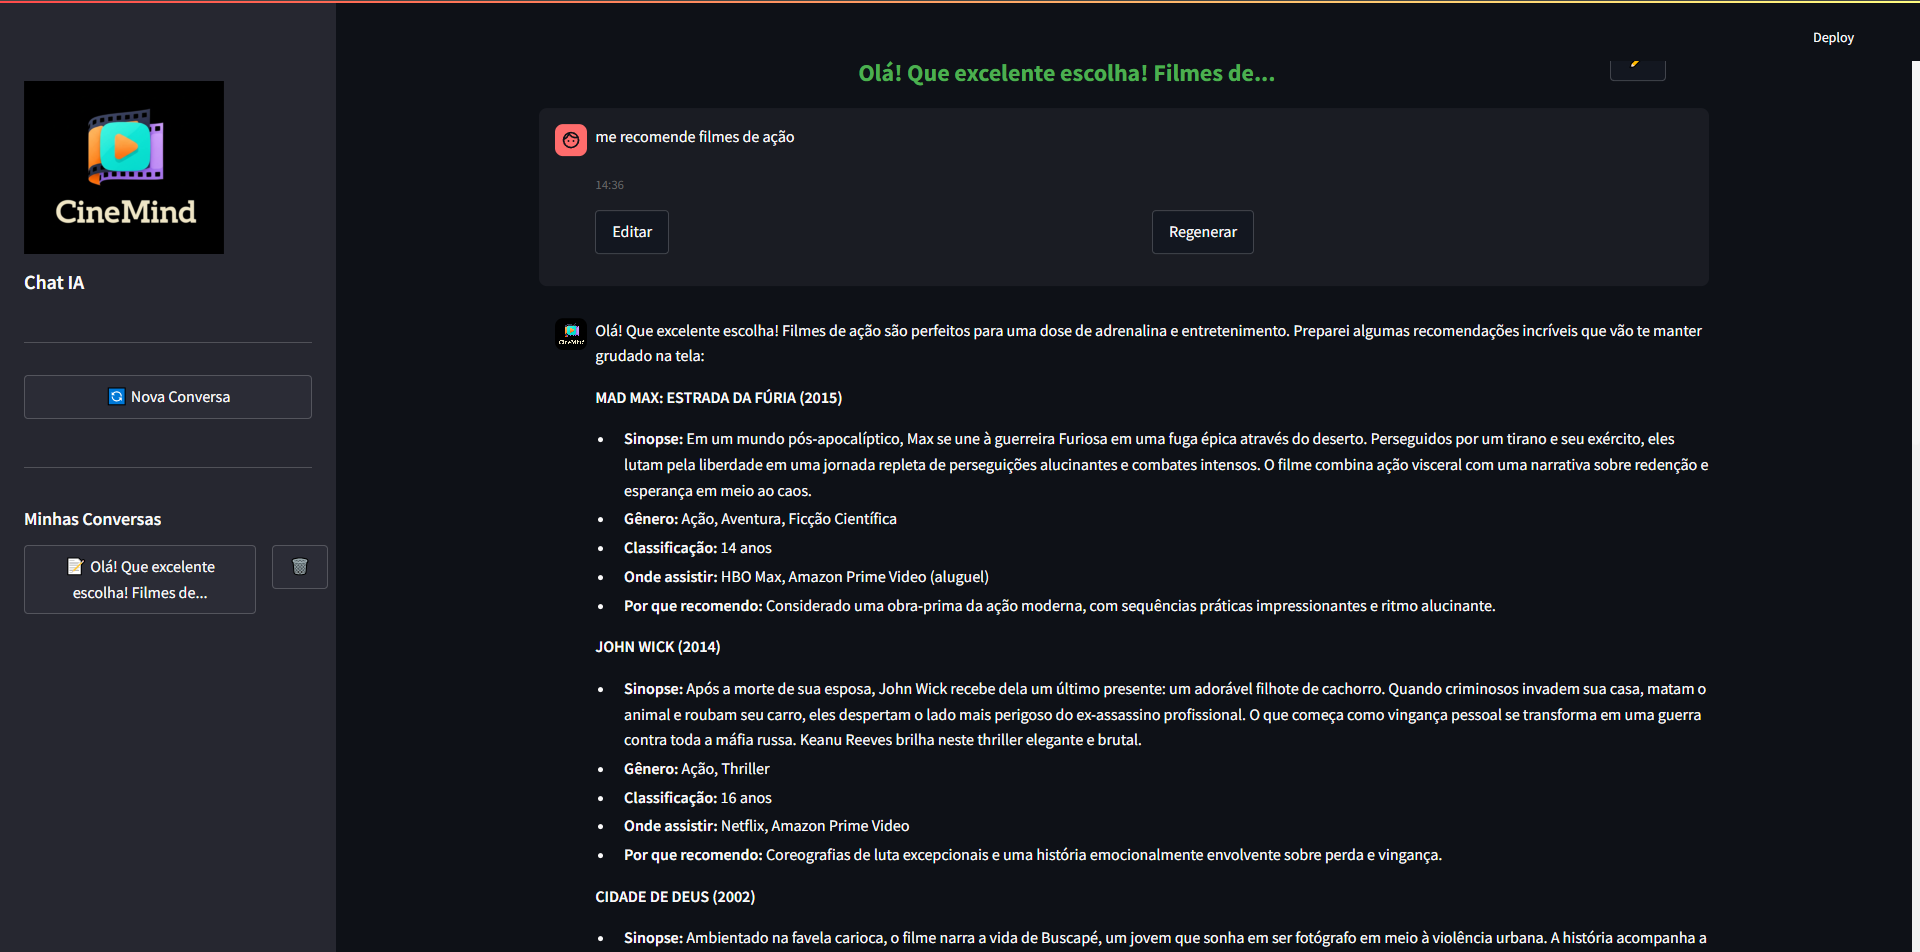 CineMind
Chat IA
Nova Conversa
Minhas Conversas
Olá! Que excelente
escolha! Filmes de...
Deploy
Olá! Que excelente escolha! Filmes de...
me recomende filmes de ação
14:36
Editar
Regenerar
CineMind
Olá! Que excelente escolha! Filmes de ação são perfeitos para uma dose de adrenalina e entretenimento. Preparei algumas recomendações incríveis que vão te manter
grudado na tela:
MAD MAX: ESTRADA DA FÚRIA (2015)
• Sinopse: Em um mundo pós-apocalíptico, Max se une à guerreira Furiosa em uma fuga épica através do deserto. Perseguidos por um tirano e seu exército, eles
lutam pela liberdade em uma jornada repleta de perseguições alucinantes e combates intensos. O filme combina ação visceral com uma narrativa sobre redenção e
esperança em meio ao caos.
• Gênero: Ação, Aventura, Ficção Científica
• Classificação: 14 anos
• Onde assistir: HBO Max, Amazon Prime Video (aluguel)
• Por que recomendo: Considerado uma obra-prima da ação moderna, com sequências práticas impressionantes e ritmo alucinante.
JOHN WICK (2014)
• Sinopse: Após a morte de sua esposa, John Wick recebe dela um último presente: um adorável filhote de cachorro. Quando criminosos invadem sua casa, matam o
animal e roubam seu carro, eles despertam o lado mais perigoso do ex-assassino profissional. O que começa como vingança pessoal se transforma em uma guerra
contra toda a máfia russa. Keanu Reeves brilha neste thriller elegante e brutal.
• Gênero: Ação, Thriller
• Classificação: 16 anos
• Onde assistir: Netflix, Amazon Prime Video
• Por que recomendo: Coreografias de luta excepcionais e uma história emocionalmente envolvente sobre perda e vingança.
CIDADE DE DEUS (2002)
• Sinopse: Ambientado na favela carioca, o filme narra a vida de Buscapé, um jovem que sonha em ser fotógrafo em meio à violência urbana. A história acompanha a